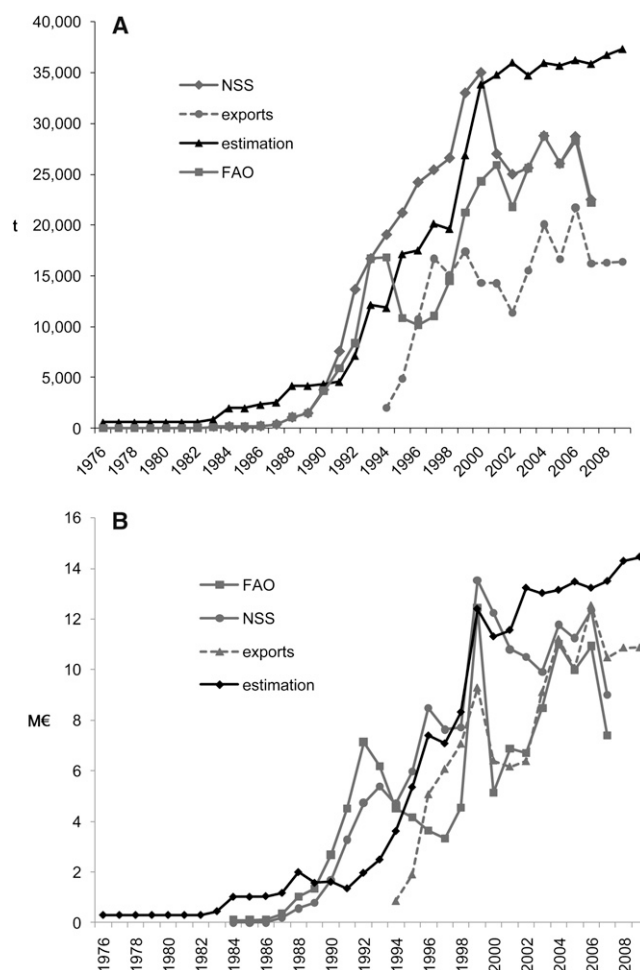 A
40,000
35,000
30,000
25,000
20,000
15,000
10,000
5,000
0
t
NSS
exports
estimation
FAO
1976 1978 1980 1982 1984 1986 1988 1990 1992 1994 1996 1998 2000 2002 2004 2006 2008
B
16
14
12
10
8
6
4
2
0
M€
FAO
NSS
exports
estimation
1976 1978 1980 1982 1984 1986 1988 1990 1992 1994 1996 1998 2000 2002 2004 2006 2008